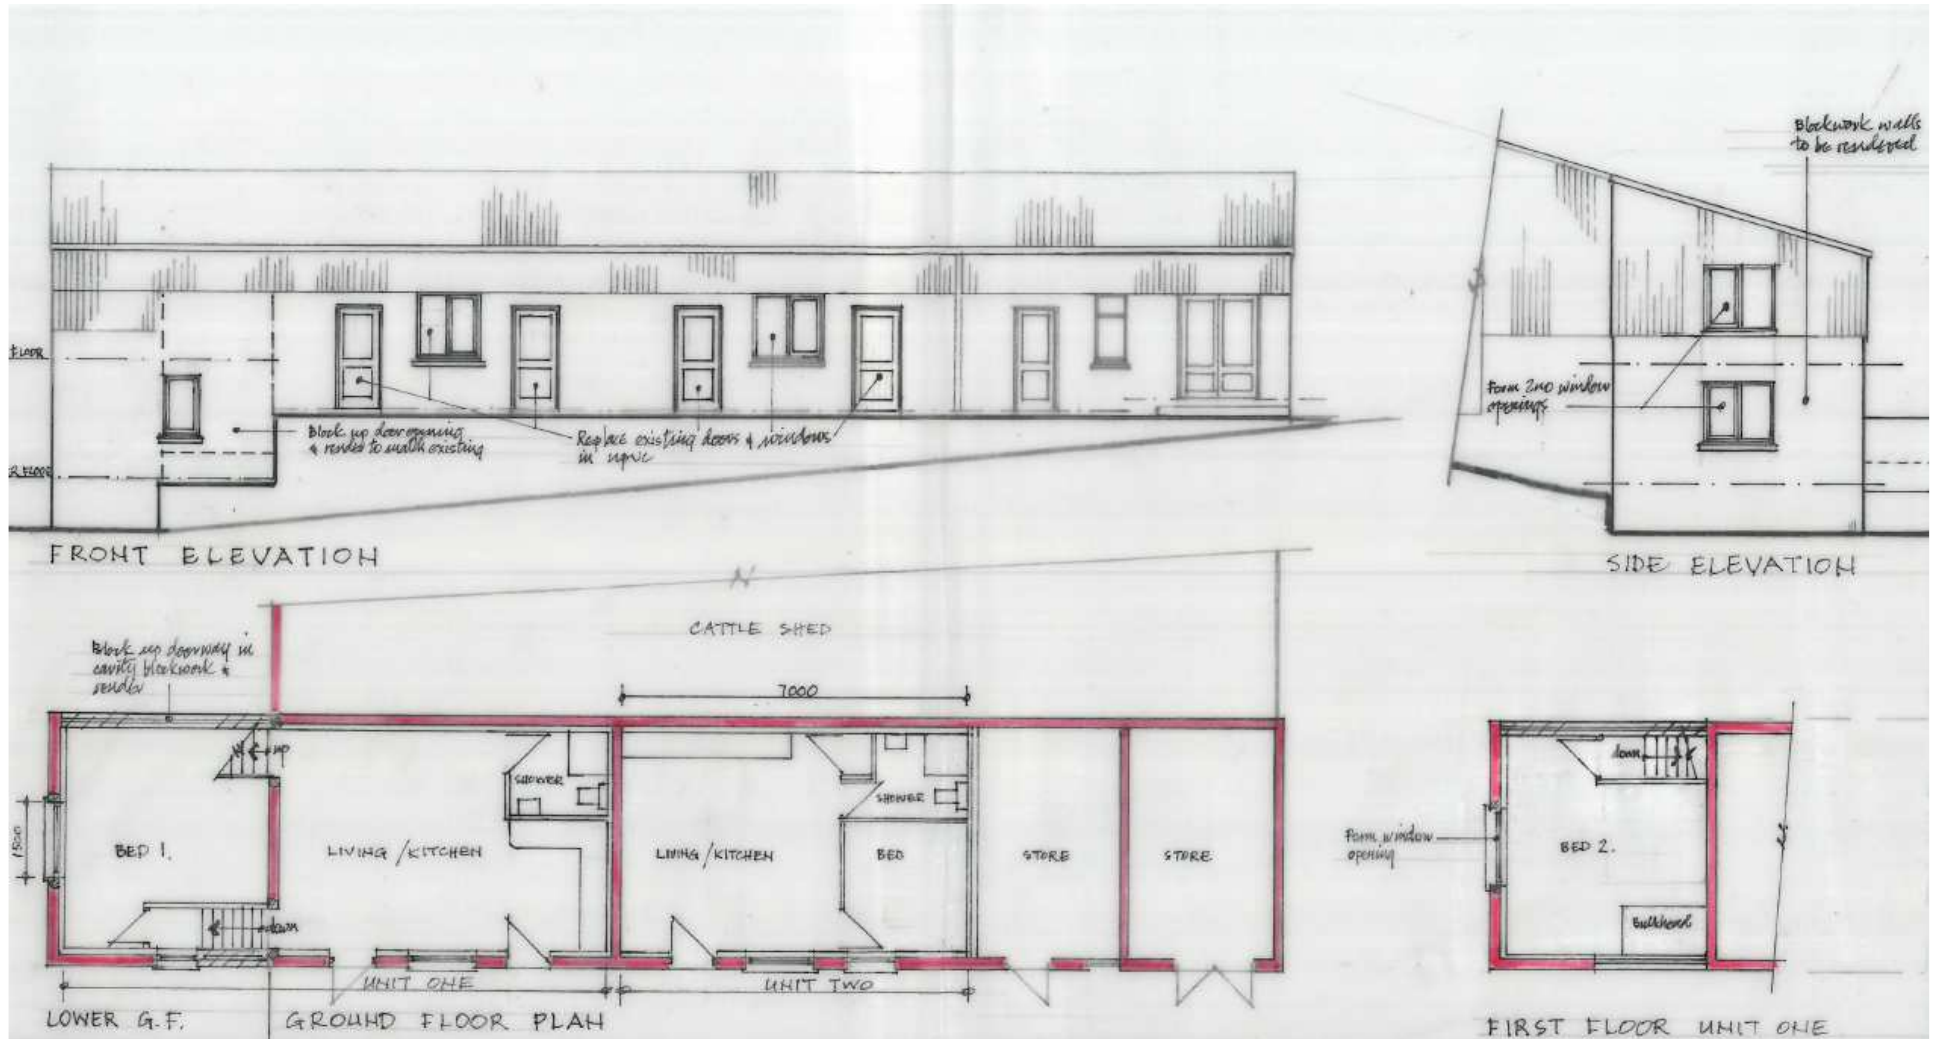 Blockwork walls
to be rendered
FLOOR
R FLOOR
Block up door opening
& render to match existing
Replace existing doors & windows
in upvc
Form 2no window
openings
FRONT ELEVATION
SIDE ELEVATION
N
CATTLE SHED
Block up doorway in
cavity blockwork &
render
7000
up
SHOWER
SHOWER
down
1500
BED 1.
LIVING/KITCHEN
LIVING/KITCHEN
BED
STORE
STORE
Form window
opening
BED 2.
down
Bulkhead
UNIT ONE
UNIT TWO
LOWER G.F.
GROUND FLOOR PLAN
FIRST FLOOR UNIT ONE